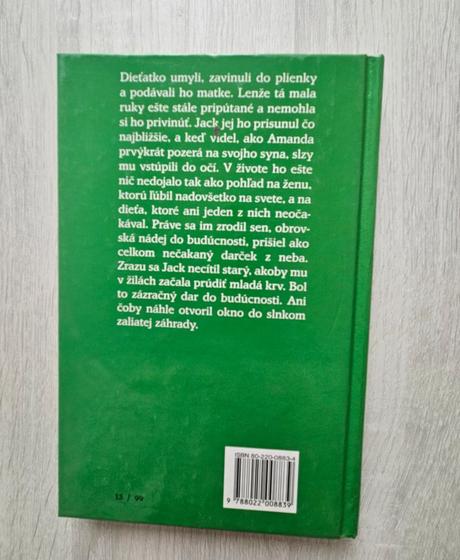 Dieťatko umyli, zavinuli do plienky
a podávali ho matke. Lenže tá mala
ruky ešte stále pripútané a nemohla
si ho privinúť. Jack jej ho prisunul čo
najbližšie, a keď videl, ako Amanda
prvýkrát pozerá na svojho syna, slzy
mu vstúpili do očí. V živote ho ešte
nič nedojalo tak ako pohľad na ženu,
ktorú ľúbil nadovšetko na svete, a na
dieťa, ktoré ani jeden z nich neoča-
kával. Práve sa im zrodil sen, obrov-
ská nádej do budúcnosti, prišiel ako
celkom nečakaný darček z neba.
Zrazu sa Jack necítil starý, akoby mu
v žilách začala prúdiť mladá krv. Bol
to zázračný dar do budúcnosti. Ani
čoby náhle otvoril okno do slnkom
zaliatej záhrady.
ISBN 80-220-0883-4
9 788022 008839
13 / 99